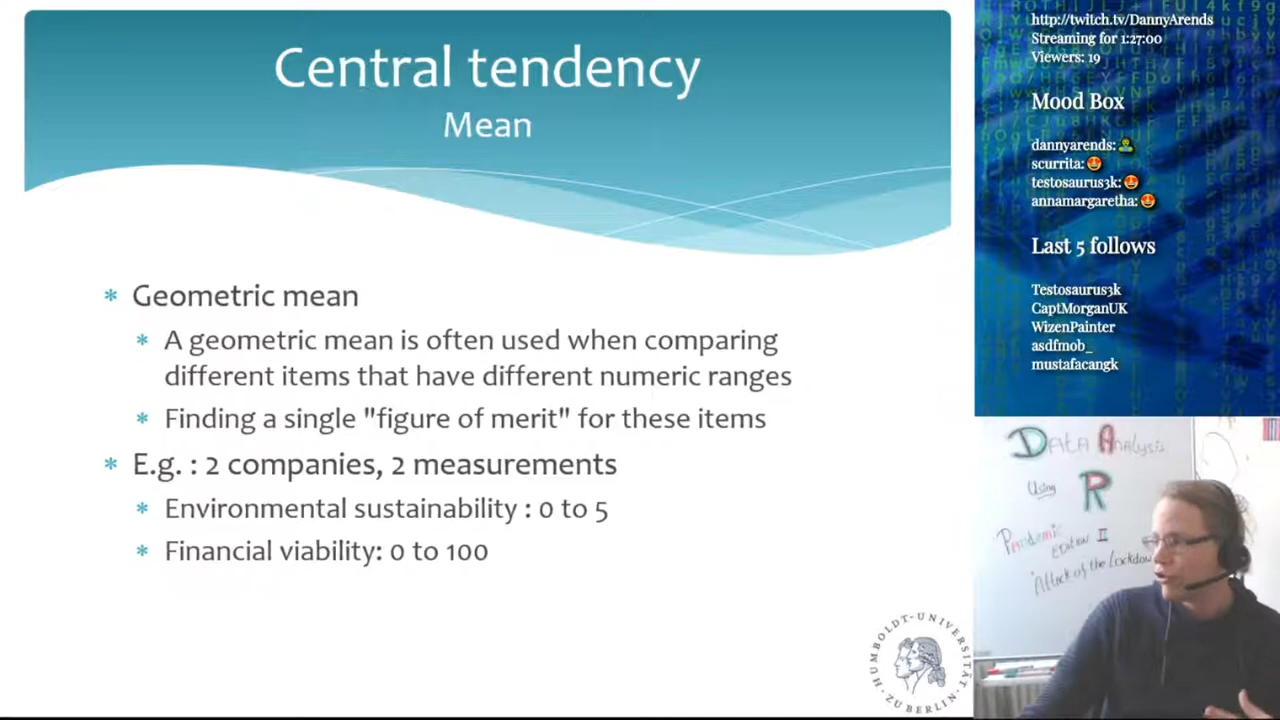 Central tendency
Mean
* Geometric mean
* A geometric mean is often used when comparing
different items that have different numeric ranges
* Finding a single "figure of merit" for these items
* E.g. : 2 companies, 2 measurements
* Environmental sustainability : 0 to 5
* Financial viability: 0 to 100
HUMBOLDT-UNIVERSITÄT
ZU BERLIN
http://twitch.tv/DannyArends
Streaming for 1:27:00
Viewers: 19
Mood Box
dannyarends:
scurrita:
testosaurus3k:
annamargaretha:
Last 5 follows
Testosaurus3k
CaptMorganUK
WizenPainter
asdfmob_
mustafacangk
DATA ANALYSIS
Using R
Pandemic
EDITION II
"Attack of the Lockdown